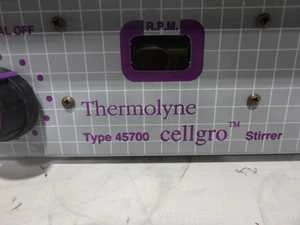 AL OFF
R.P.M.
Thermolyne
Type 45700 cellgro™ Stirrer